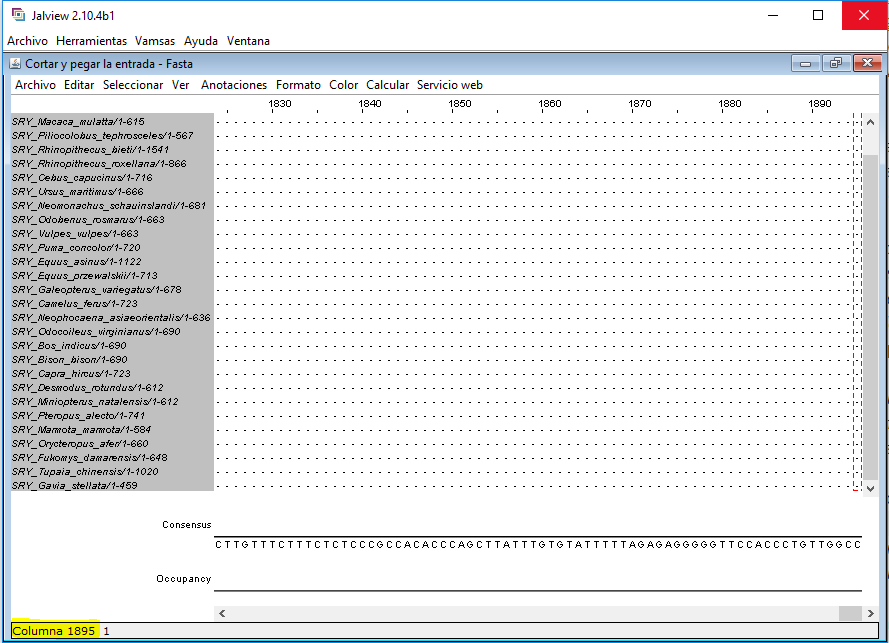 Jalview 2.10.4b1
Archivo Herramientas Vamsas Ayuda Ventana
Cortar y pegar la entrada - Fasta
Archivo Editar Seleccionar Ver Anotaciones Formato Color Calcular Servicio web
1830 1840 1850 1860 1870 1880 1890
SRY_Macaca_mulatta/1-615
SRY_Piliocolobus_tephrosceles/1-567
SRY_Rhinopithecus_bieti/1-1541
SRY_Rhinopithecus_roxellana/1-866
SRY_Cebus_capucinus/1-716
SRY_Ursus_maritimus/1-666
SRY_Neomonachus_schauinslandi/1-681
SRY_Odobenus_rosmarus/1-663
SRY_Vulpes_vulpes/1-663
SRY_Puma_concolor/1-720
SRY_Equus_asinus/1-1122
SRY_Equus_przewalskii/1-713
SRY_Galeopterus_variegatus/1-678
SRY_Camelus_ferus/1-723
SRY_Neophocaena_asiaeorientalis/1-636
SRY_Odocoileus_virginianus/1-690
SRY_Bos_indicus/1-690
SRY_Bison_bison/1-690
SRY_Capra_hircus/1-723
SRY_Desmodus_rotundus/1-612
SRY_Miniopterus_natalensis/1-612
SRY_Pteropus_alecto/1-741
SRY_Marmota_marmota/1-584
SRY_Orycteropus_afer/1-660
SRY_Fukomys_damarensis/1-648
SRY_Tupaia_chinensis/1-1020
SRY_Gavia_stellata/1-459
Consensus
CTTGTTTCTTTCTCTCCCGCCACACCCAGCTTATTTGTGTATTTTTAGAGAGGGGGTTCCACCCTGTTGGCC
Occupancy
Columna 1895 1